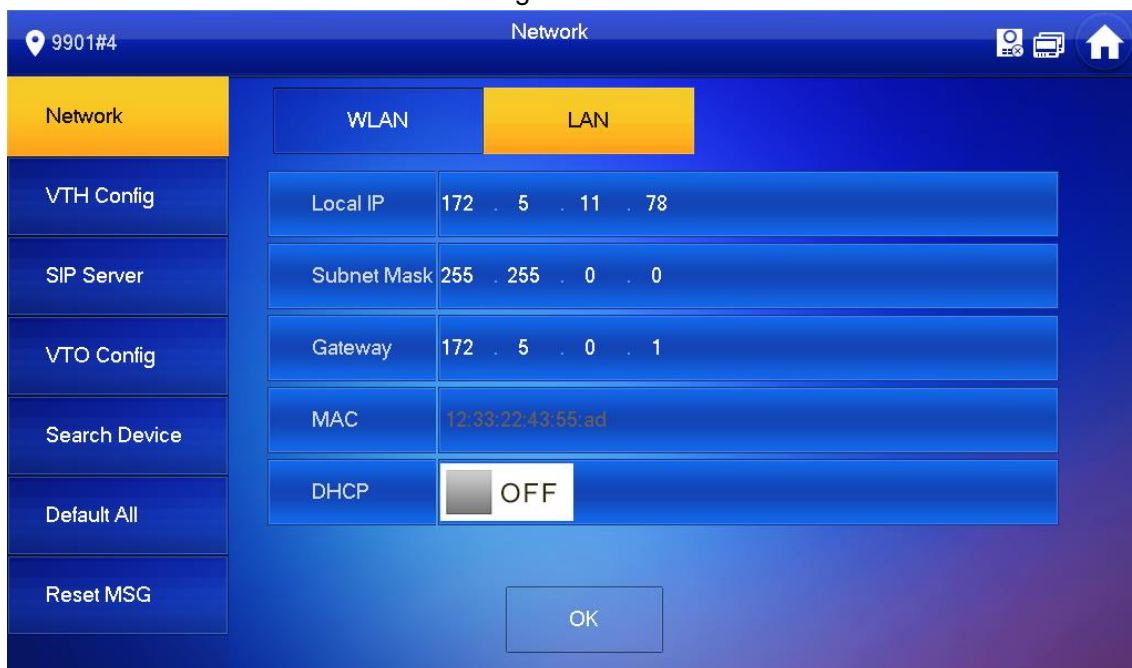 Network
9901#4
Network
WLAN
LAN
VTH Config
Local IP 172 . 5 . 11 . 78
SIP Server
Subnet Mask 255 . 255 . 0 . 0
VTO Config
Gateway 172 . 5 . 0 . 1
Search Device
MAC 12:33:22:43:55:ad
Default All
DHCP OFF
Reset MSG
OK